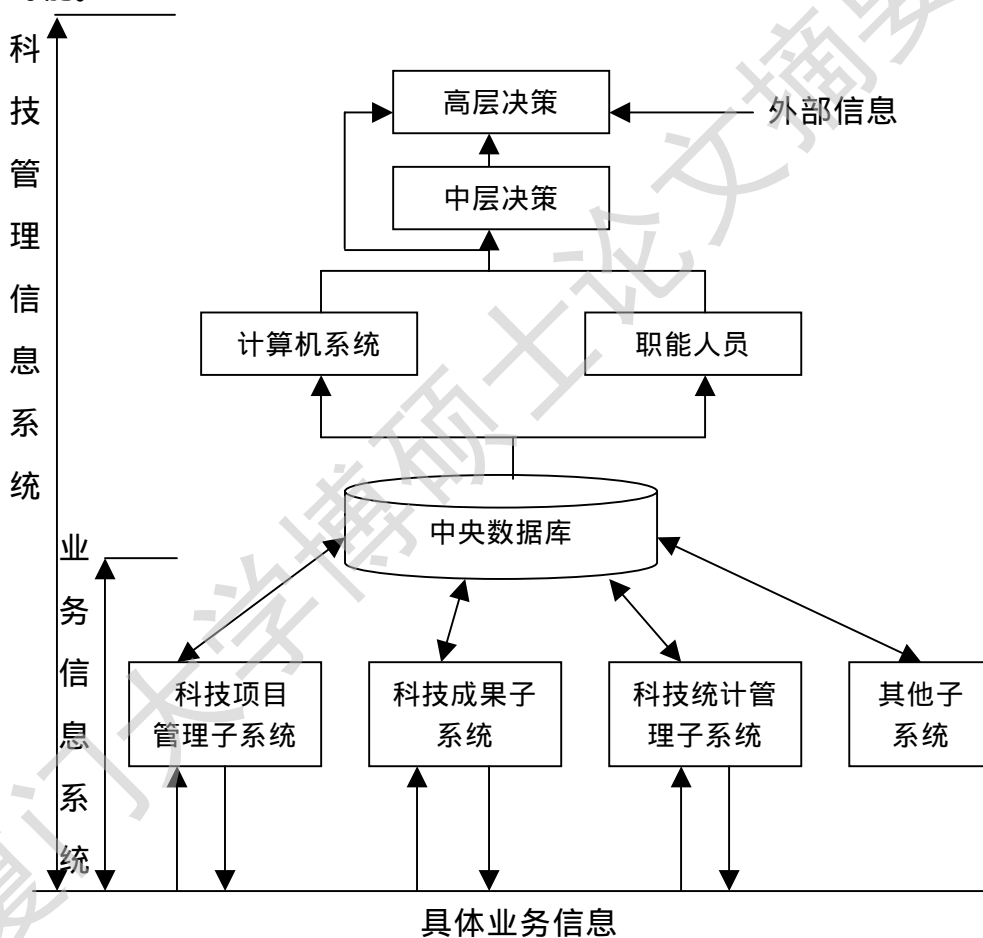 科技管理信息系统
高层决策
外部信息
中层决策
计算机系统
职能人员
中央数据库
业务信息系统
科技项目
管理子系统
科技成果子
系统
科技统计管
理子系统
其他子
系统
具体业务信息
厦门大学博硕士论文摘要